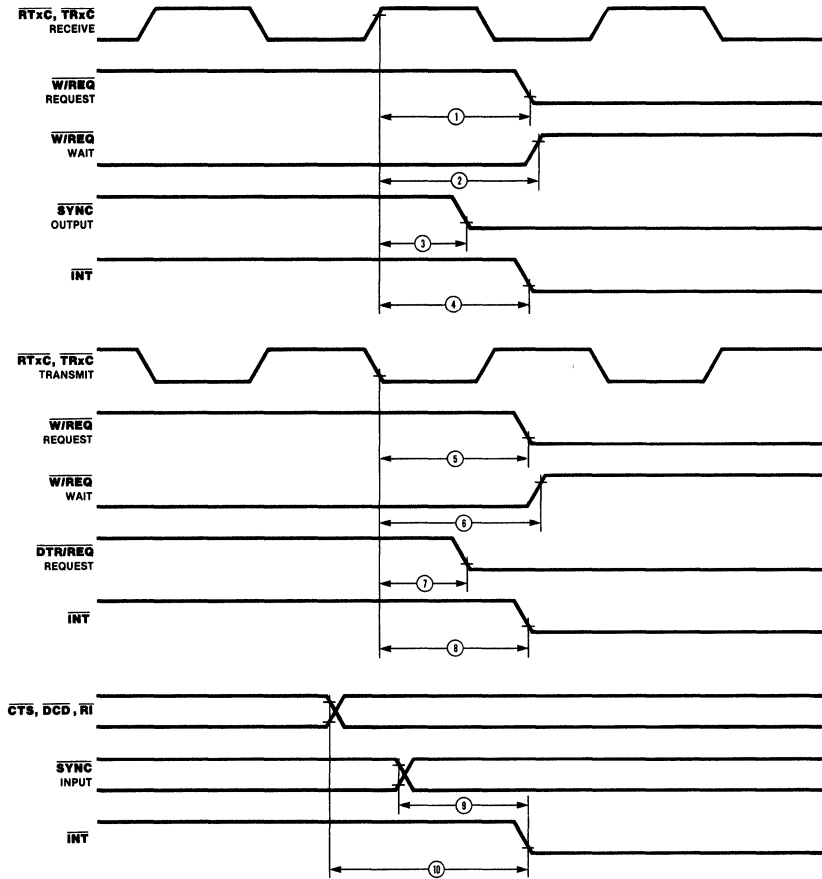 RTxC, TRxC
RECEIVE
W/REQ
REQUEST
1
W/REQ
WAIT
2
SYNC
OUTPUT
3
INT
4
RTxC, TRxC
TRANSMIT
W/REQ
REQUEST
5
W/REQ
WAIT
6
DTR/REQ
REQUEST
7
INT
8
CTS, DCD, RI
SYNC
INPUT
9
INT
10